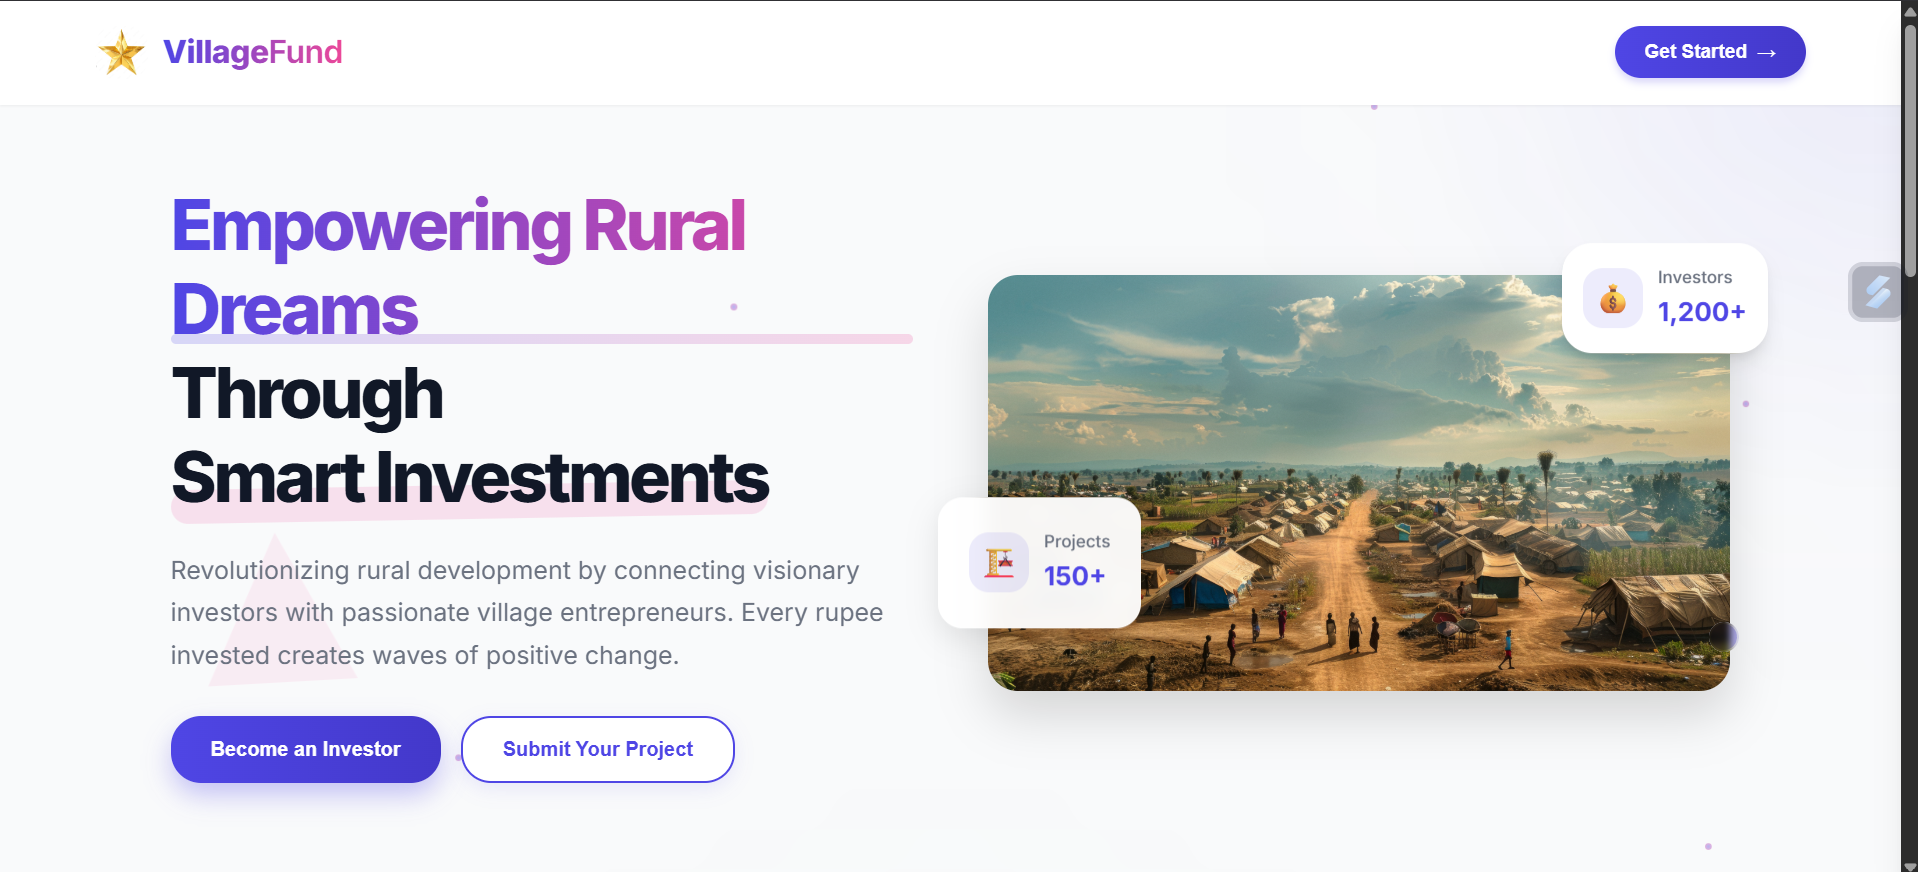 VillageFund
Get Started →
Empowering Rural
Dreams
Through
Smart Investments
Revolutionizing rural development by connecting visionary
investors with passionate village entrepreneurs. Every rupee
invested creates waves of positive change.
Become an Investor
Submit Your Project
Investors
1,200+
Projects
150+